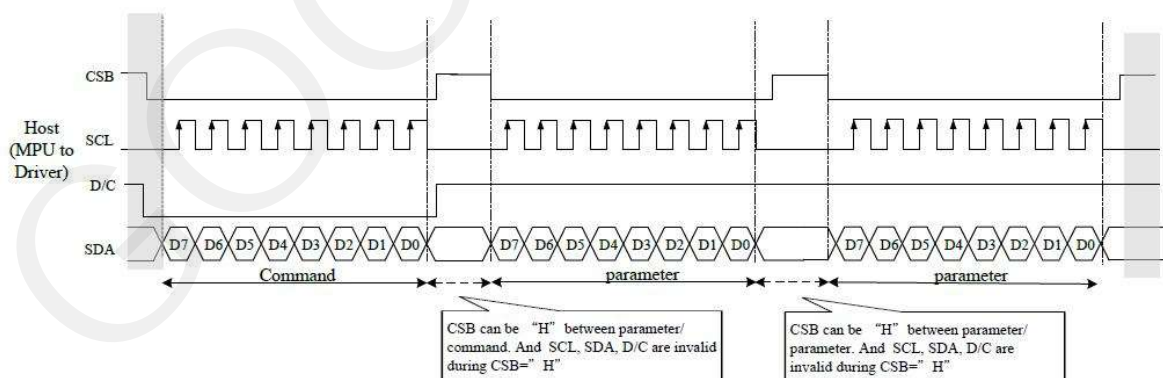 CSB
Host
(MPU to
Driver)
SCL
D/C
SDA
D7 D6 D5 D4 D3 D2 D1 D0
D7 D6 D5 D4 D3 D2 D1 D0
D7 D6 D5 D4 D3 D2 D1 D0
Command
parameter
parameter
CSB can be “H” between parameter/
command. And SCL, SDA, D/C are invalid
during CSB=” H”
CSB can be “H” between parameter/
parameter. And SCL, SDA, D/C are
invalid during CSB=” H”